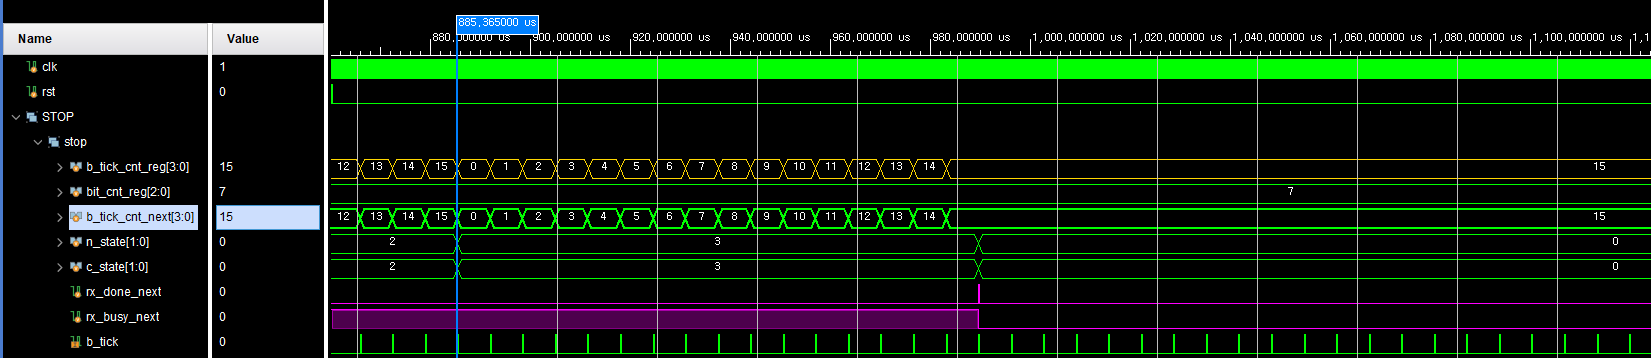 885,365000 us
Name Value 880,000000 us 900,000000 us 920,000000 us 940,000000 us 960,000000 us 980,000000 us 1,000,000000 us 1,020,000000 us 1,040,000000 us 1,060,000000 us 1,080,000000 us 1,100,000000 us
clk 1
rst 0
STOP
stop
b_tick_cnt_reg[3:0] 15 12 13 14 15 0 1 2 3 4 5 6 7 8 9 10 11 12 13 14 15
bit_cnt_reg[2:0] 7 7
b_tick_cnt_next[3:0] 15 12 13 14 15 0 1 2 3 4 5 6 7 8 9 10 11 12 13 14 15
n_state[1:0] 0 2 3 0
c_state[1:0] 0 2 3 0
rx_done_next 0
rx_busy_next 0
b_tick 0